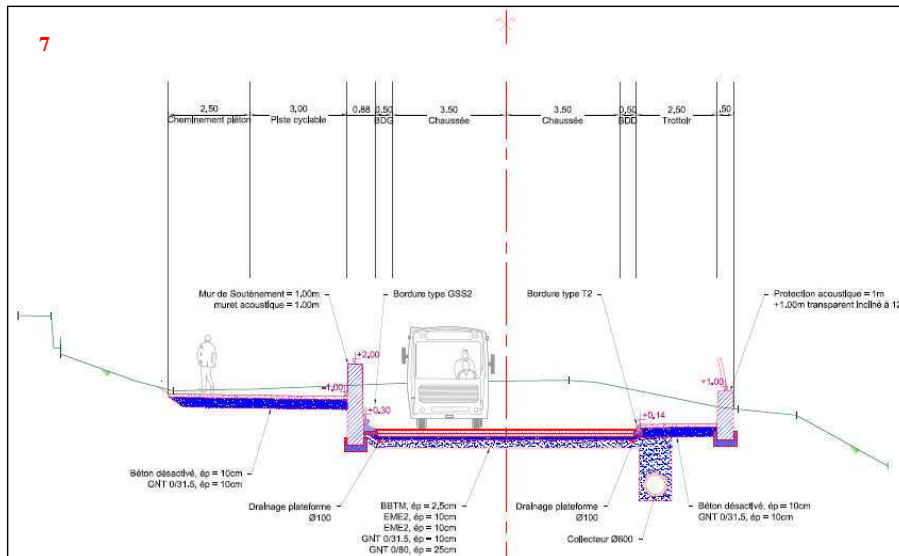 7
2,50
3,00
0.88
0,50
3.50
3.50
0,50
2,50
,50
Cheminement piéton
Piste cyclable
BDG
Chaussée
Chaussée
BDD
Trottoir
Mur de Soutènement = 1.00m
muret acoustique = 1.00m
Bordure type GSS2
Bordure type T2
Protection acoustique = 1m
+1.00m transparent incliné à 12
+2.00
+1.00
+1.00
+0.30
+0.14
Béton désactivé, ép = 10cm
GNT 0/31.5, ép = 10cm
Drainage plateforme
Ø100
BBTM, ép = 2,5cm
EME2, ép = 10cm
EME2, ép = 10cm
GNT 0/31.5, ép = 10cm
GNT 0/80, ép = 25cm
Drainage plateforme
Ø100
Collecteur Ø600
Béton désactivé, ép = 10cm
GNT 0/31.5, ép = 10cm